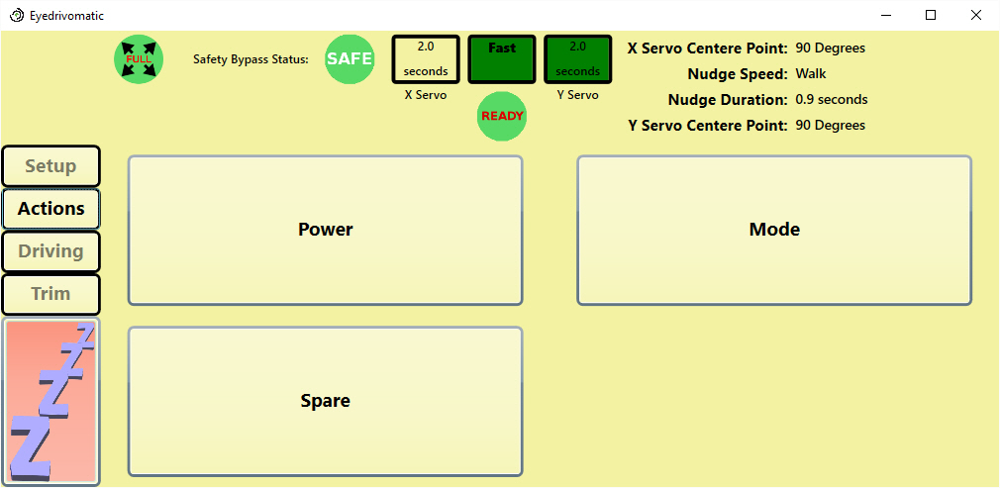 Eyedrivomatic
FULL
Safety Bypass Status:
SAFE
2.0
seconds
X Servo
Fast
READY
2.0
seconds
Y Servo
X Servo Centere Point: 90 Degrees
Nudge Speed: Walk
Nudge Duration: 0.9 seconds
Y Servo Centere Point: 90 Degrees
Setup
Actions
Driving
Trim
Z
Z
Z
Z
Power
Mode
Spare